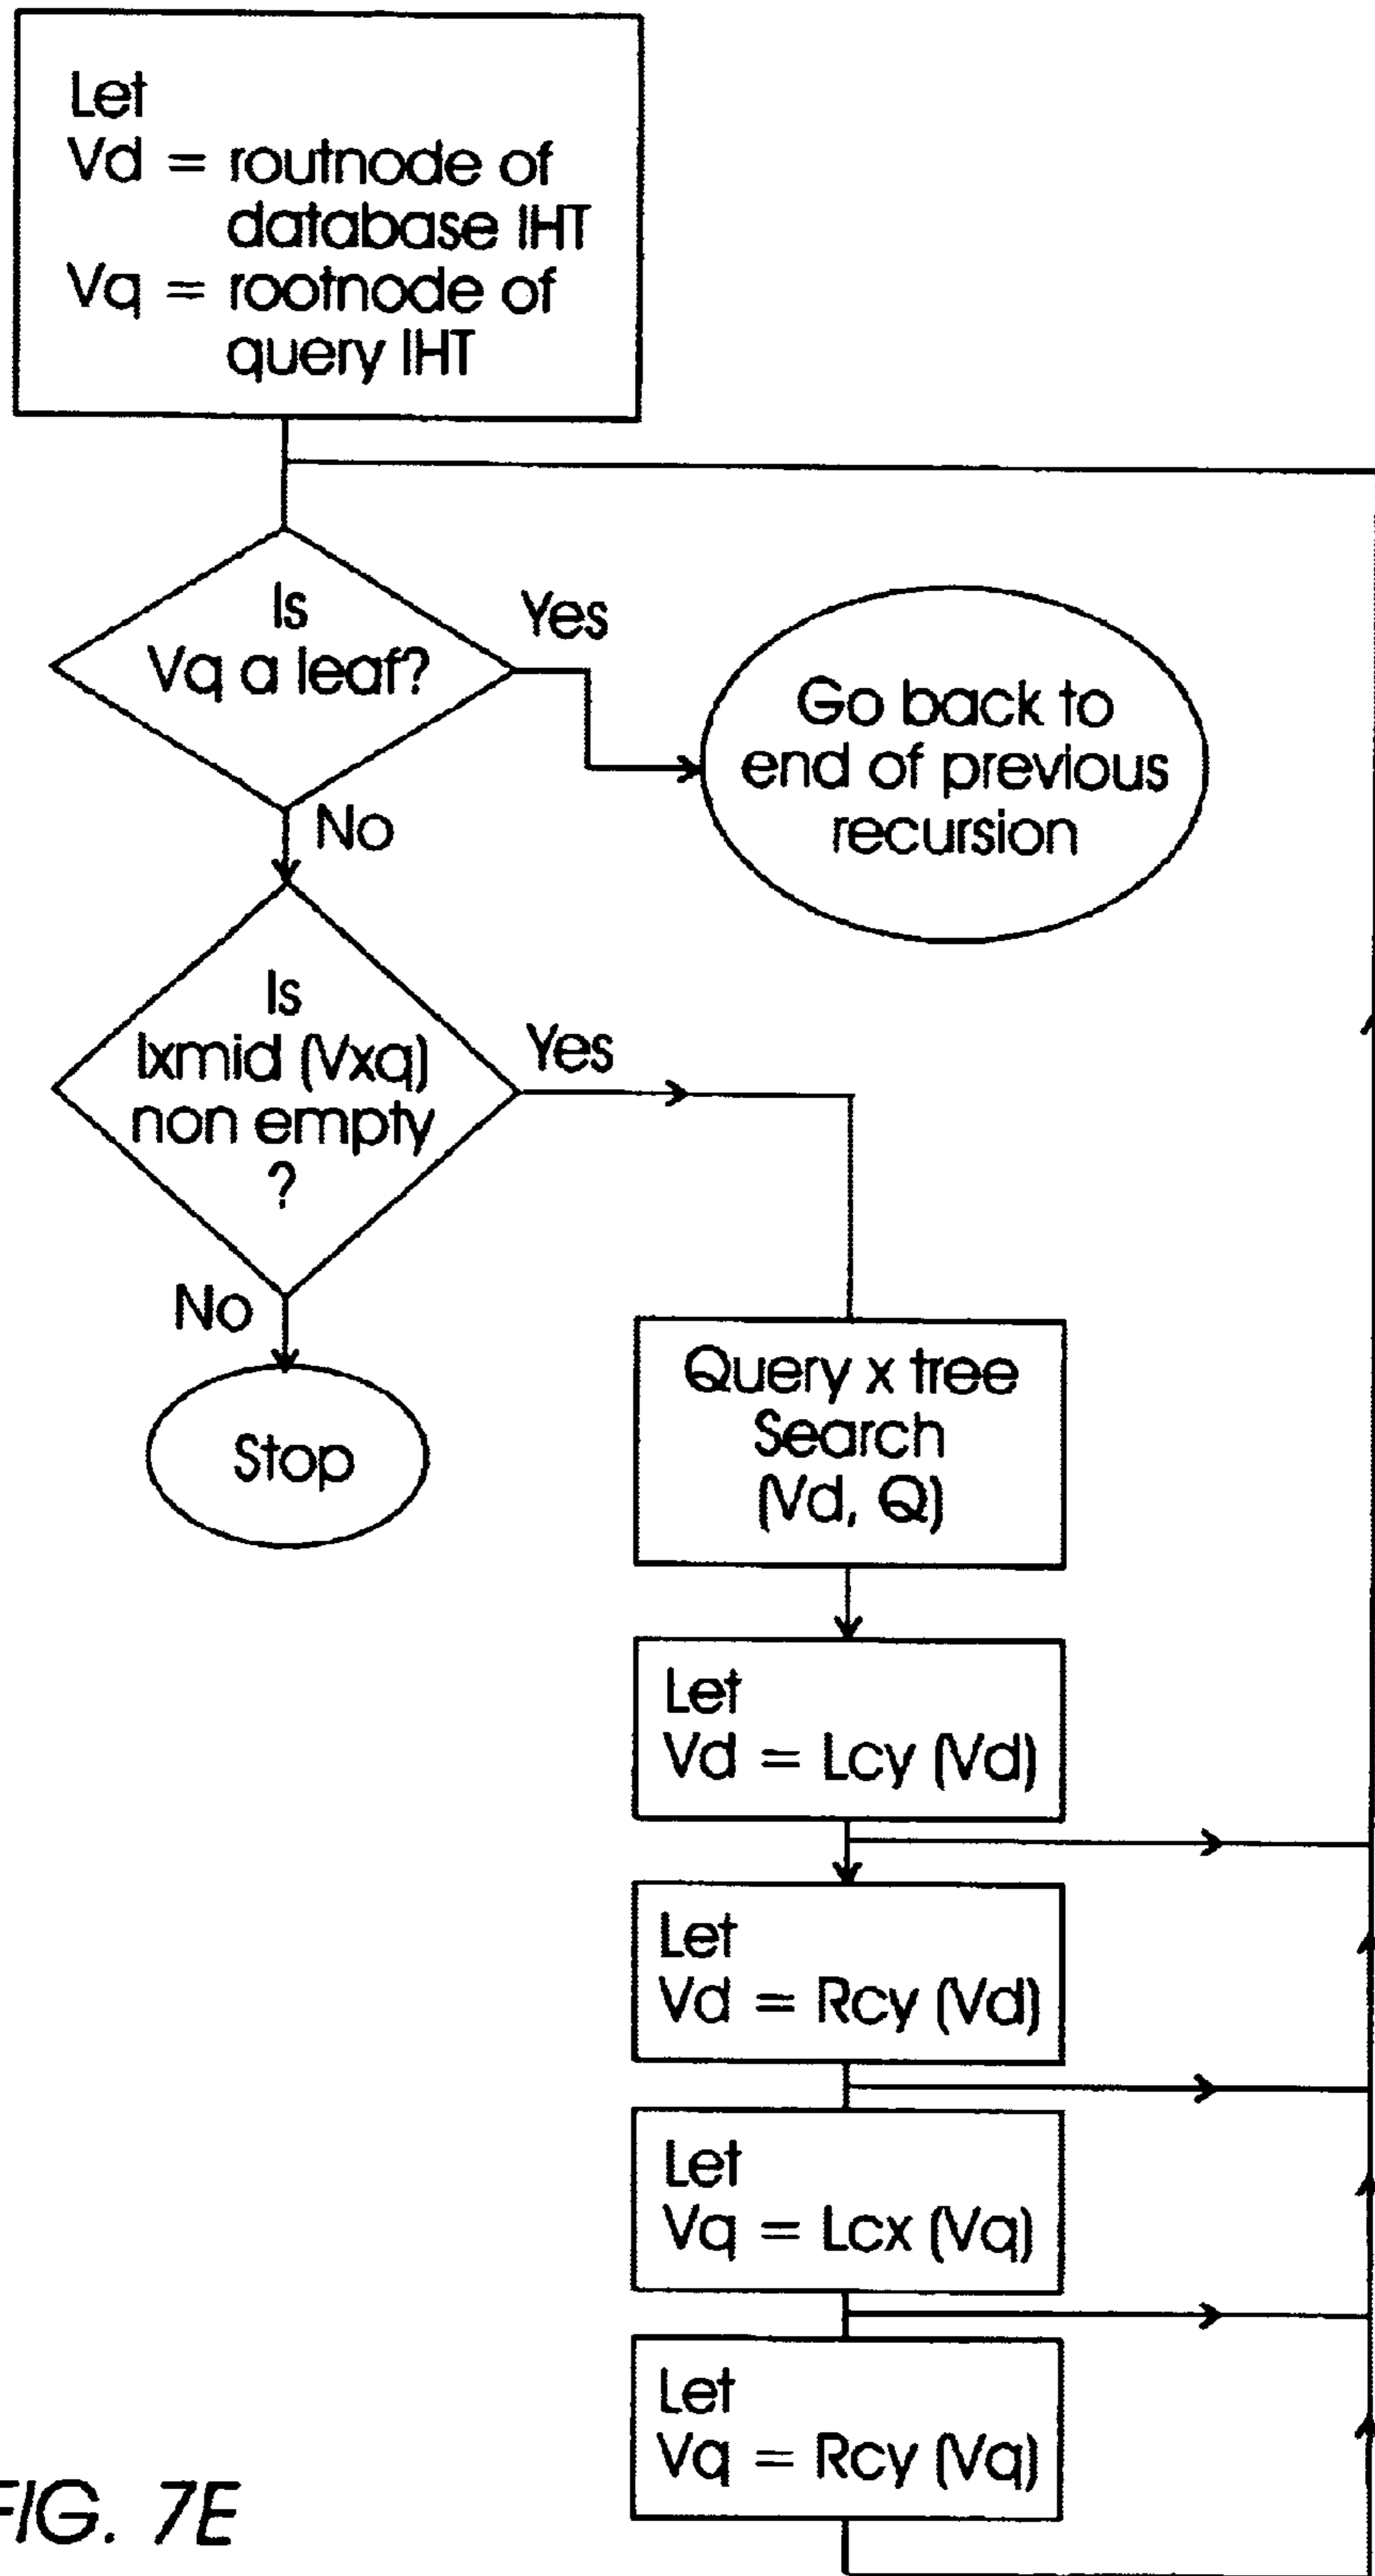 Let
Vd = routnode of
database IHT
Vq = rootnode of
query IHT
Is
Vq a leaf?
Yes
Go back to
end of previous
recursion
No
Is
Ixmid (Vxq)
non empty
?
Yes
No
Stop
Query x tree
Search
(Vd, Q)
Let
Vd = Lcy (Vd)
Let
Vd = Rcy (Vd)
Let
Vq = Lcx (Vq)
Let
Vq = Rcy (Vq)
FIG. 7E